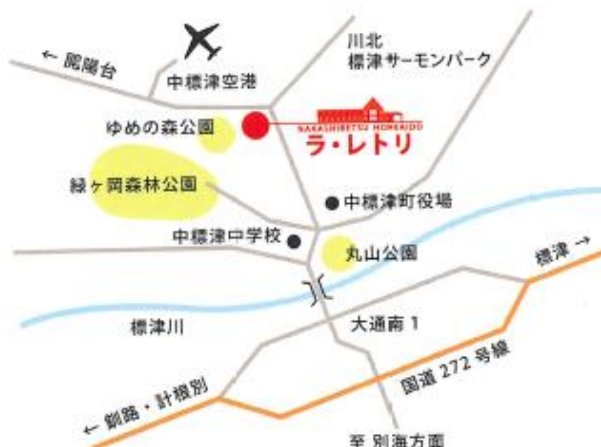 ← 開陽台
中標津空港
川北
標津サーモンパーク
ゆめの森公園
NAKASHIBETSU HOKKAIDO
ラ・レトリ
緑ヶ岡森林公園
中標津町役場
中標津中学校
丸山公園
標津 →
標津川
大通南1
国道272号線
← 釧路・計根別
至 別海方面